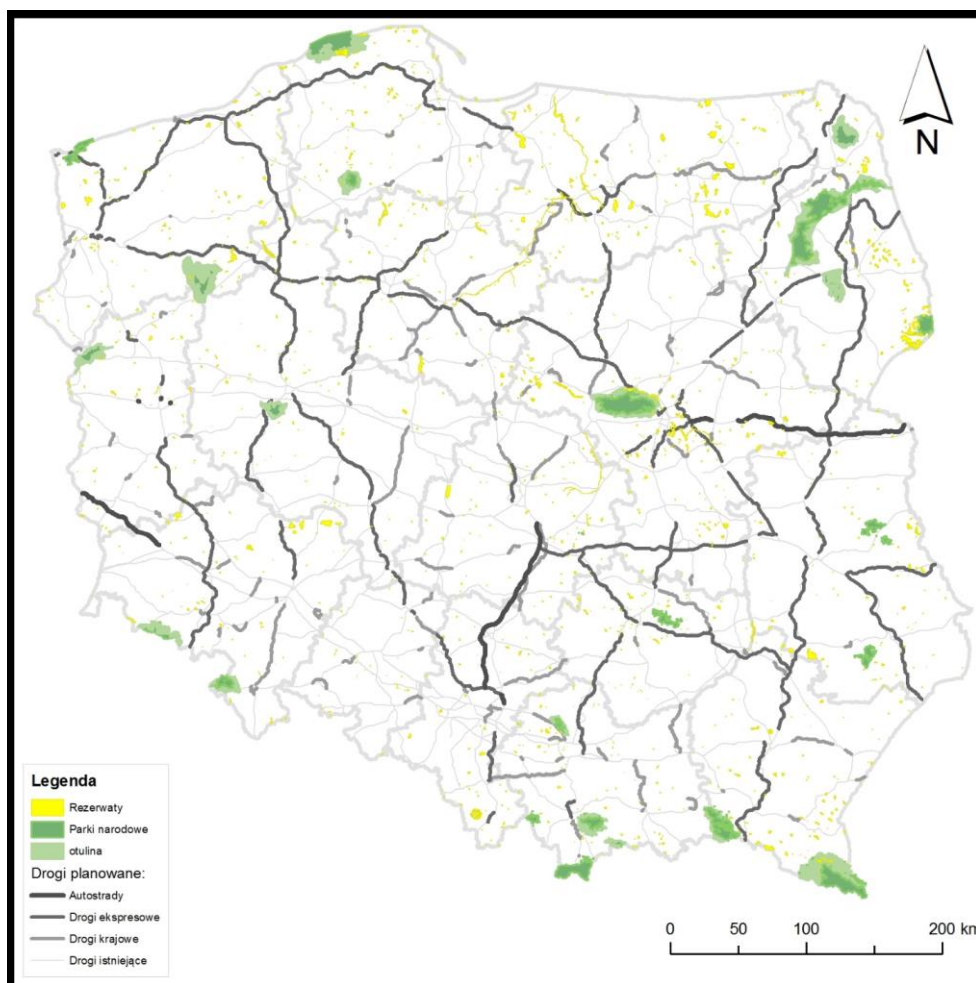 N
Legenda
Rezerwaty
Parki narodowe
otulina
Drogi planowane:
Autostrady
Drogi ekspresowe
Drogi krajowe
Drogi istniejące
0 50 100 200 km